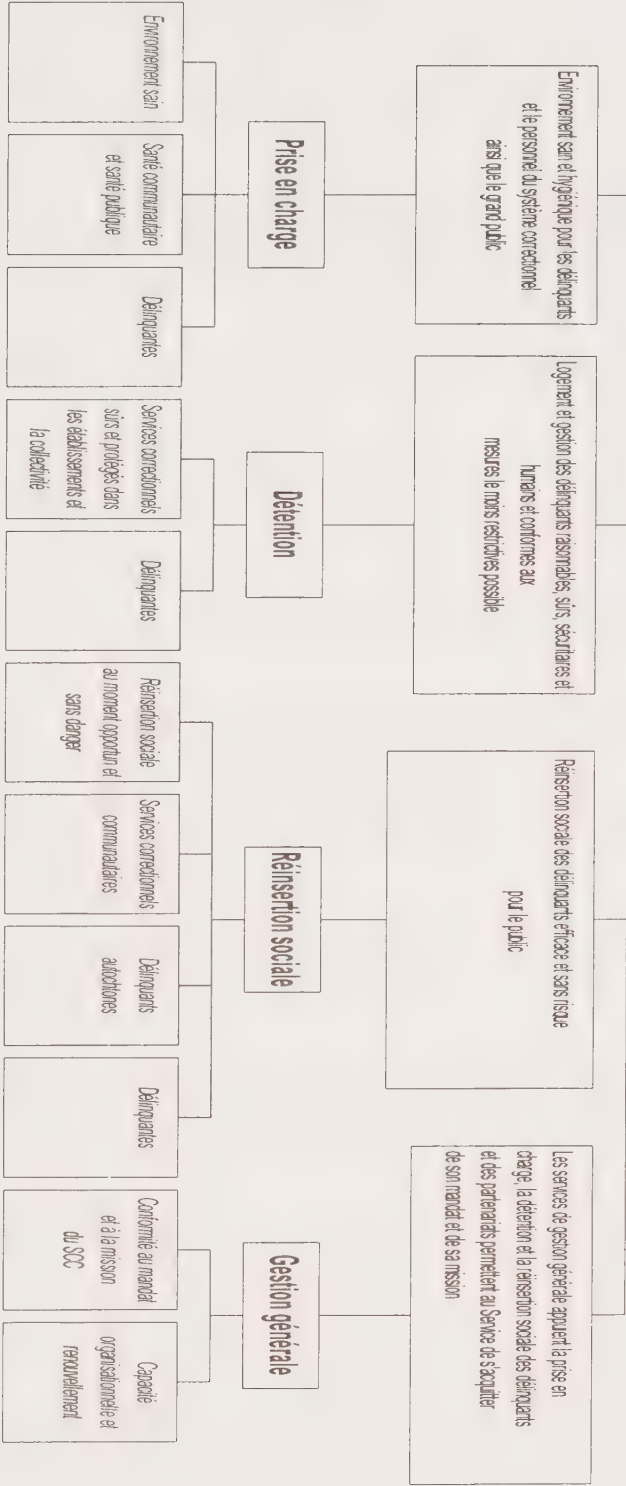 Environnement sain et hygiénique pour les délinquants
et le personnel du système correctionnel
ainsi que le grand public
Prise en charge
Environnement sain
Santé communautaire
et santé publique
Délinquantes
Logement et gestion des délinquants raisonnables, sûrs, sécuritaires et
humains et conformes aux
mesures le moins restrictives possible
Détention
Services correctionnels
sûrs et protégés dans
les établissements et
la collectivité
Délinquantes
Réinsertion sociale des délinquants efficace et sans risque
pour le public
Réinsertion sociale
Réinsertion sociale
au moment opportun et
sans danger
Services correctionnels
communautaires
Délinquants
autochtones
Délinquantes
Les services de gestion générale appuient la prise en
charge, la détention et la réinsertion sociale des délinquants
et des partenariats permettent au Service de s'acquitter
de son mandat et de sa mission
Gestion générale
Conformité au mandat
et à la mission
du SCC
Capacité
organisationnelle et
renouvellement